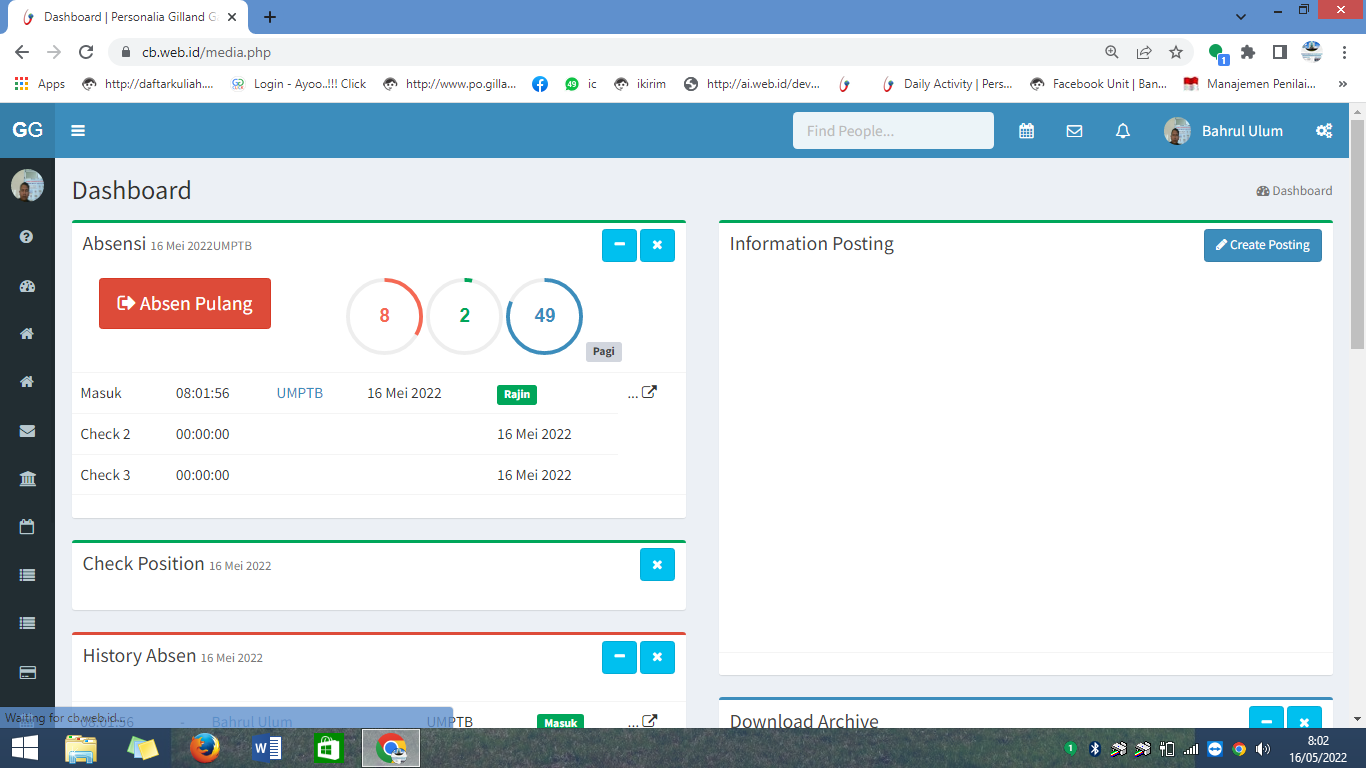 Dashboard | Personalia Gilland G
cb.web.id/media.php
Apps
http://daftarkuliah....
Login - Ayoo..!!! Click
http://www.po.gilla...
ic
ikirim
http://ai.web.id/dev...
Daily Activity | Pers...
Facebook Unit | Ban...
Manajemen Penilai...
»
GG
Find People...
Bahrul Ulum
Dashboard
Dashboard
Absensi 16 Mei 2022UMPTB
Absen Pulang
8
2
49
Pagi
Masuk 08:01:56 UMPTB 16 Mei 2022 Rajin ...
Check 2 00:00:00 16 Mei 2022
Check 3 00:00:00 16 Mei 2022
Check Position 16 Mei 2022
History Absen 16 Mei 2022
08:01:56 - Bahrul Ulum UMPTB Masuk ...
Information Posting
Create Posting
Download Archive
Waiting for cb.web.id...
8:02
16/05/2022